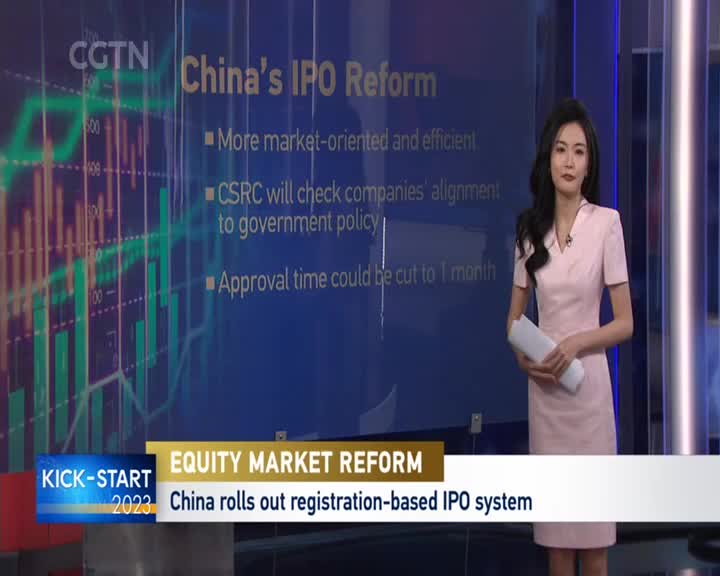 CGTN
China's IPO Reform
More market-oriented and efficient
CSRC will check companies' alignment
to government policy
Approval time could be cut to 1 month
EQUITY MARKET REFORM
KICK-START
2023
China rolls out registration-based IPO system